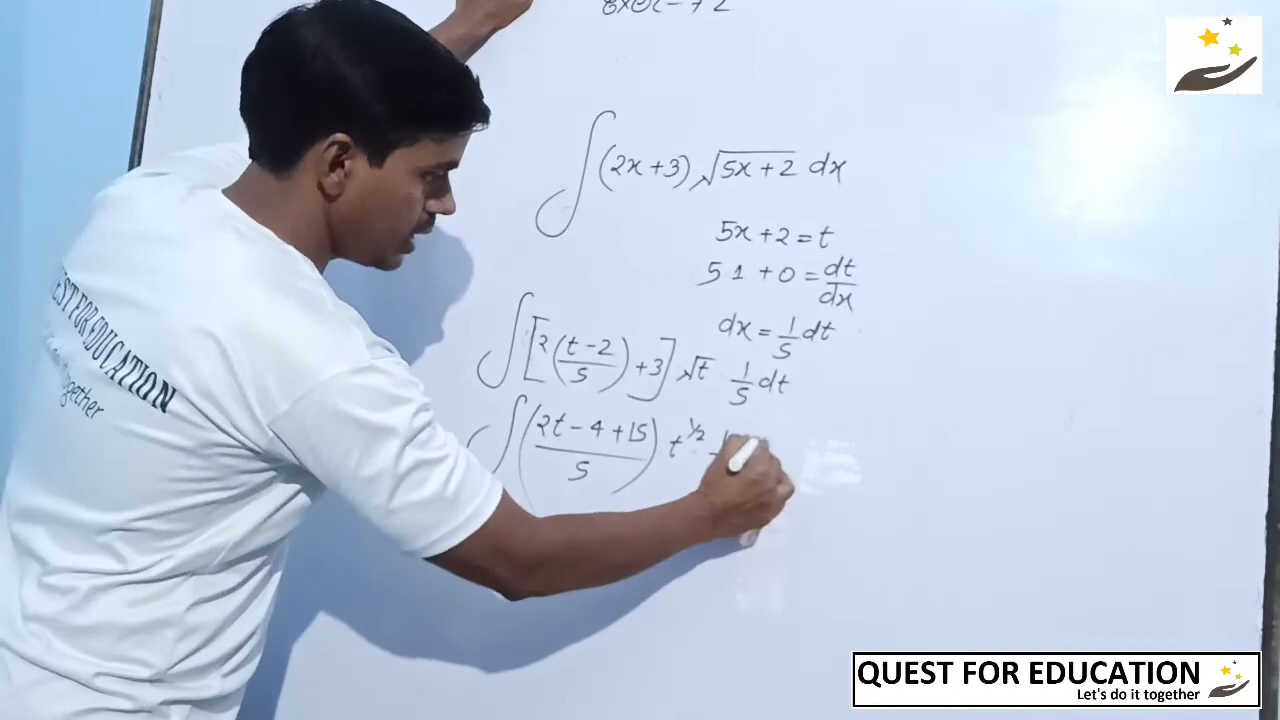 ∫(2x+3)√5x+2 dx
5x+2=t
5 1 +0 = dt/dx
dx = 1/5 dt
∫[2(t-2/5)+3]√t 1/5 dt
∫(2t-4+15/5) t^1/2
EST FOR EDUCATION
together
QUEST FOR EDUCATION
Let's do it together